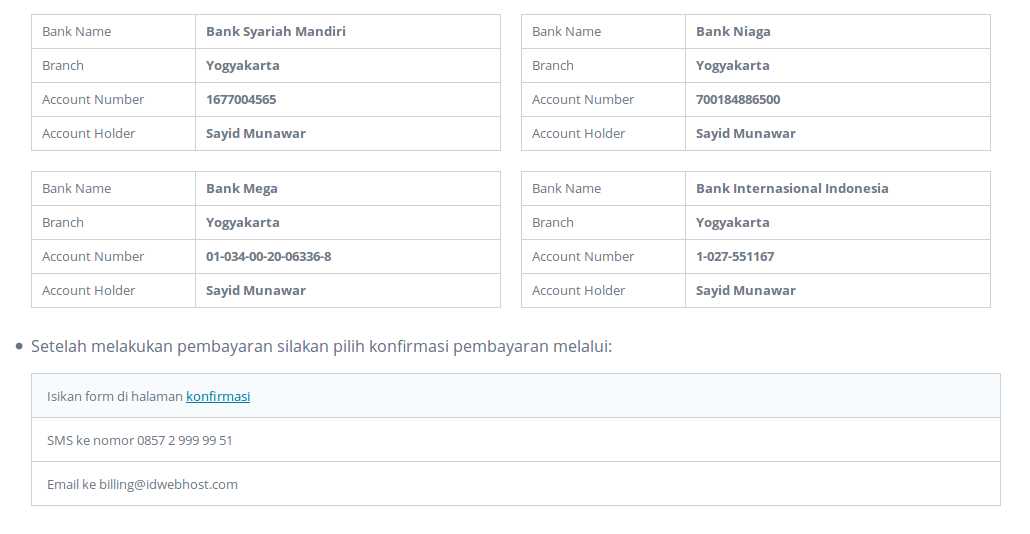 Bank Name Bank Syariah Mandiri
Branch Yogyakarta
Account Number 1677004565
Account Holder Sayid Munawar
Bank Name Bank Niaga
Branch Yogyakarta
Account Number 700184886500
Account Holder Sayid Munawar
Bank Name Bank Mega
Branch Yogyakarta
Account Number 01-034-00-20-06336-8
Account Holder Sayid Munawar
Bank Name Bank Internasional Indonesia
Branch Yogyakarta
Account Number 1-027-551167
Account Holder Sayid Munawar
• Setelah melakukan pembayaran silakan pilih konfirmasi pembayaran melalui:
Isikan form di halaman konfirmasi
SMS ke nomor 0857 2 999 99 51
Email ke billing@idwebhost.com